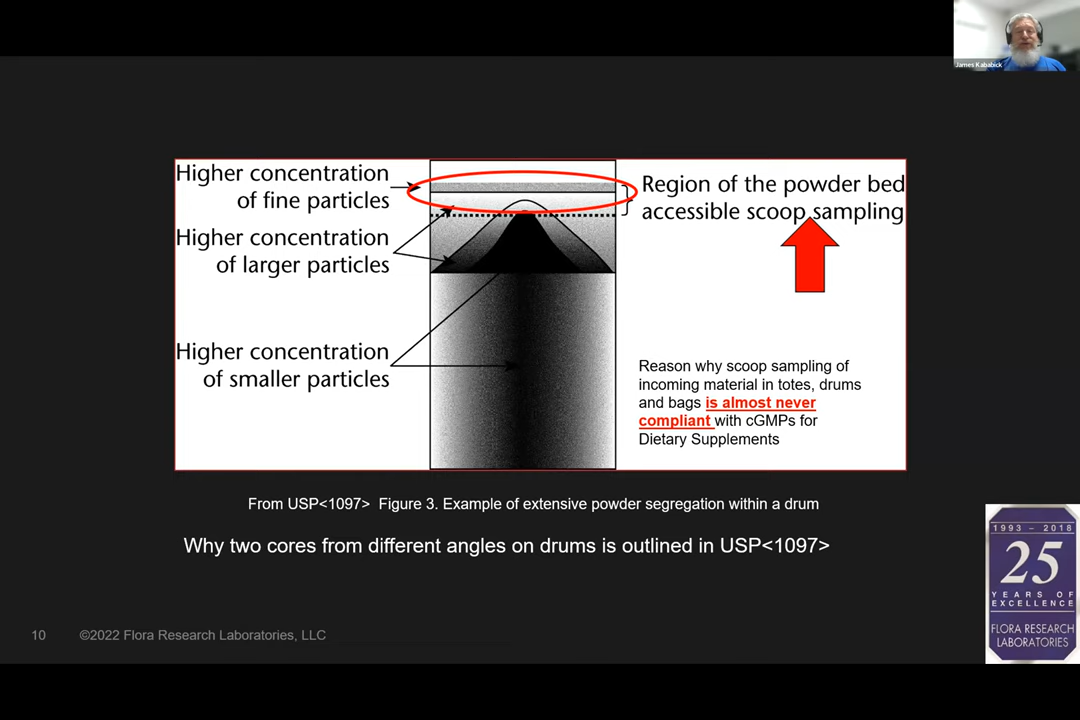 James Kababick
Higher concentration
of fine particles
Higher concentration
of larger particles
Higher concentration
of smaller particles
Region of the powder bed
accessible scoop sampling
Reason why scoop sampling of
incoming material in totes, drums
and bags is almost never
compliant with cGMPs for
Dietary Supplements
From USP<1097>  Figure 3. Example of extensive powder segregation within a drum
Why two cores from different angles on drums is outlined in USP<1097>
1993 – 2018
25
YEARS OF
EXCELLENCE
FLORA RESEARCH
LABORATORIES
10
©2022 Flora Research Laboratories, LLC